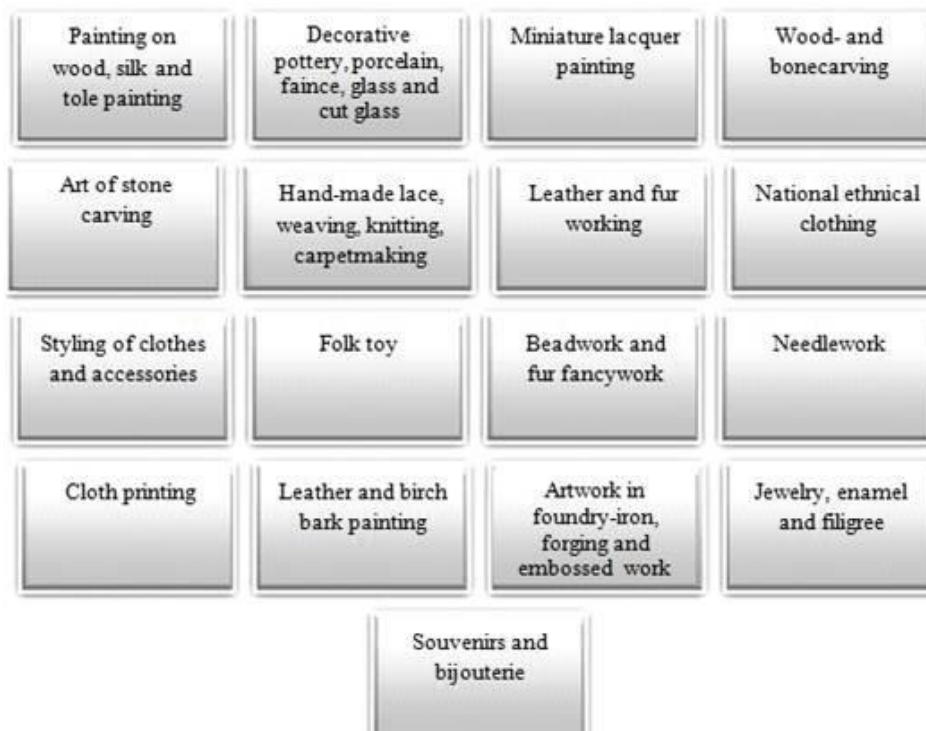 Painting on
wood, silk and
tole painting
Decorative
pottery, porcelain,
faince, glass and
cut glass
Miniature lacquer
painting
Wood- and
bonecarving
Art of stone
carving
Hand-made lace,
weaving, knitting,
carpetmaking
Leather and fur
working
National ethnical
clothing
Styling of clothes
and accessories
Folk toy
Beadwork and
fur fancywork
Needlework
Cloth printing
Leather and birch
bark painting
Artwork in
foundry-iron,
forging and
embossed work
Jewelry, enamel
and filigree
Souvenirs and
bijouterie